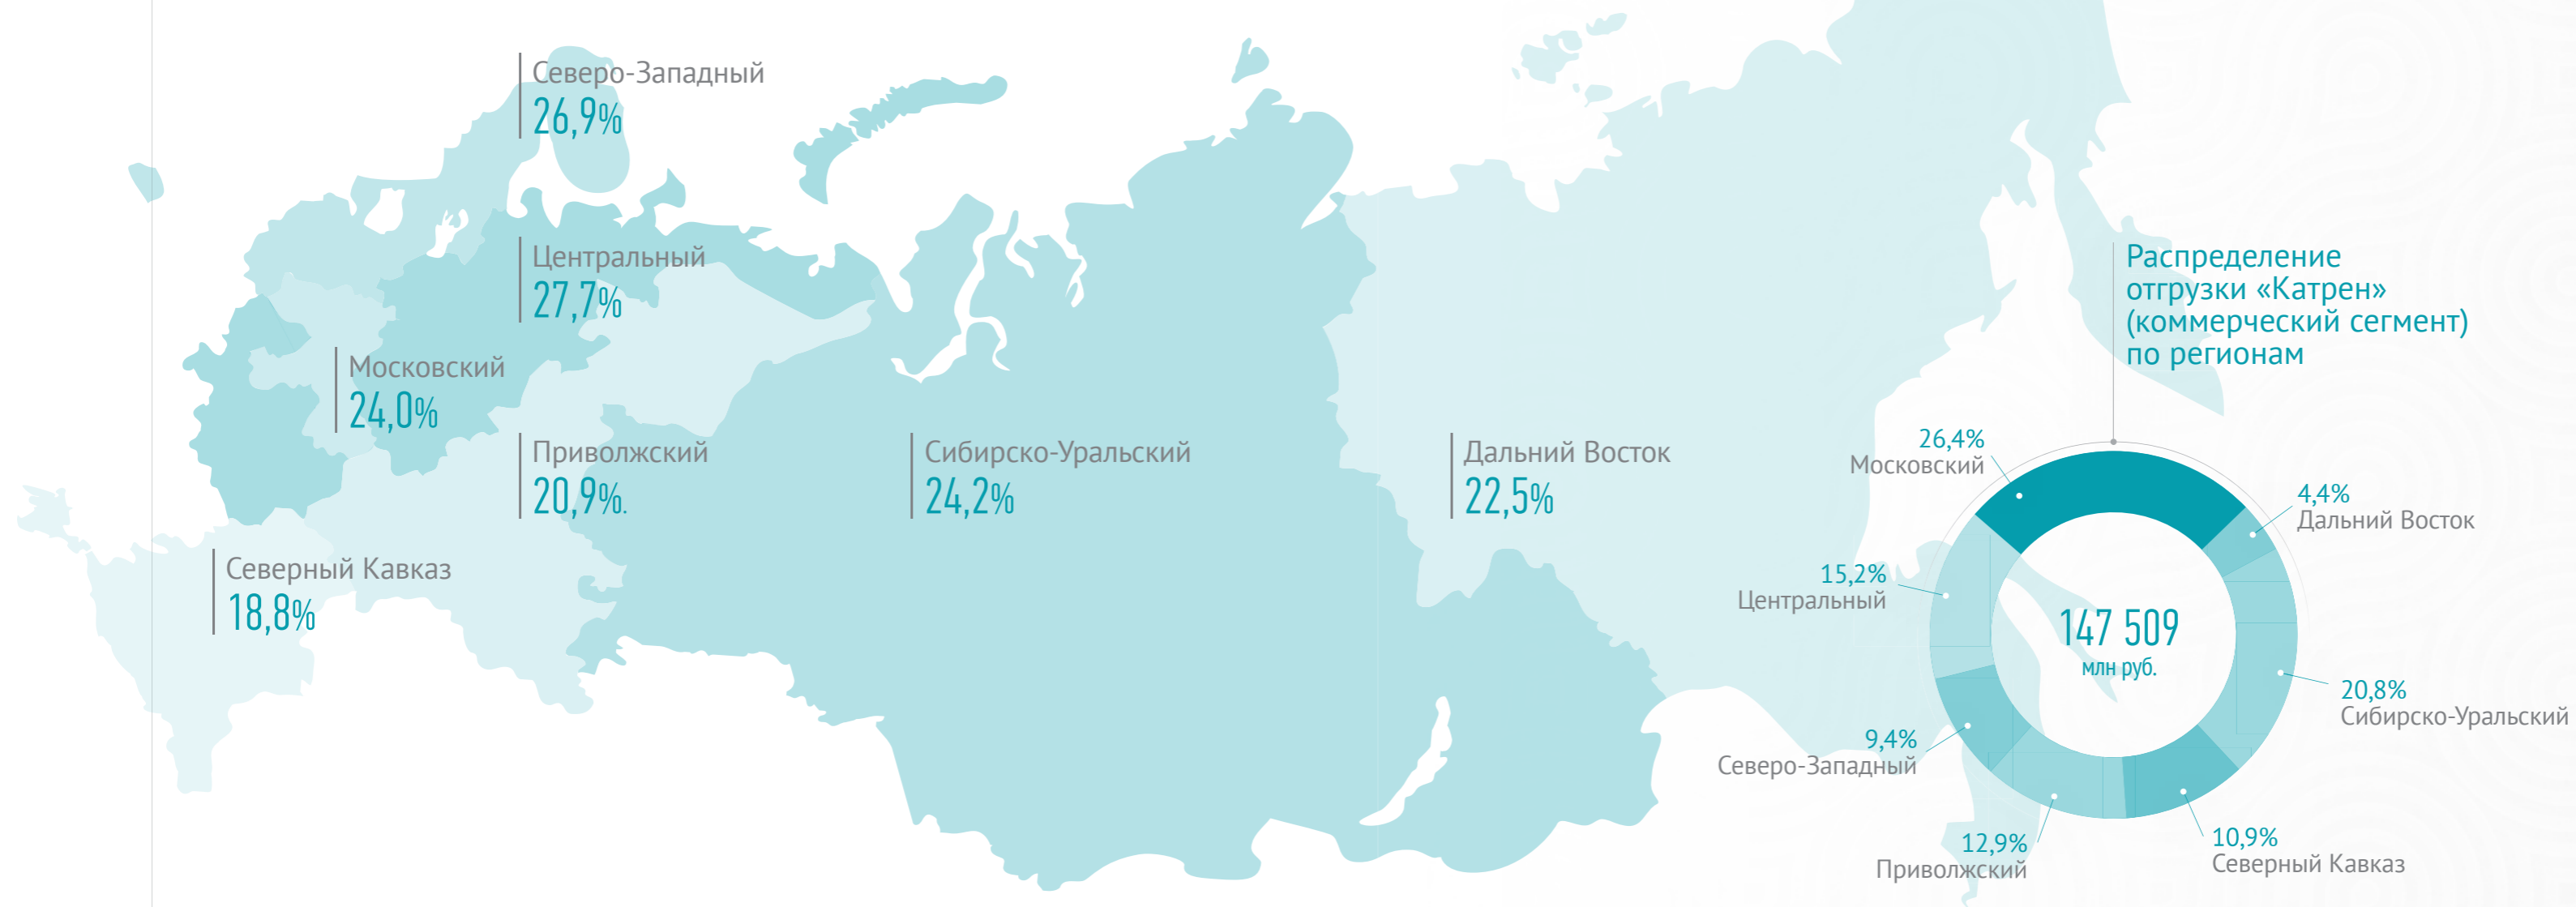 Северо-Западный
26,9%
Центральный
27,7%
Московский
24,0%
Приволжский
20,9%.
Сибирско-Уральский
24,2%
Дальний Восток
22,5%
Северный Кавказ
18,8%
Распределение
отгрузки «Катрен»
(коммерческий сегмент)
по регионам
26,4%
Московский
4,4%
Дальний Восток
15,2%
Центральный
147 509
млн руб.
20,8%
Сибирско-Уральский
9,4%
Северо-Западный
12,9%
Приволжский
10,9%
Северный Кавказ